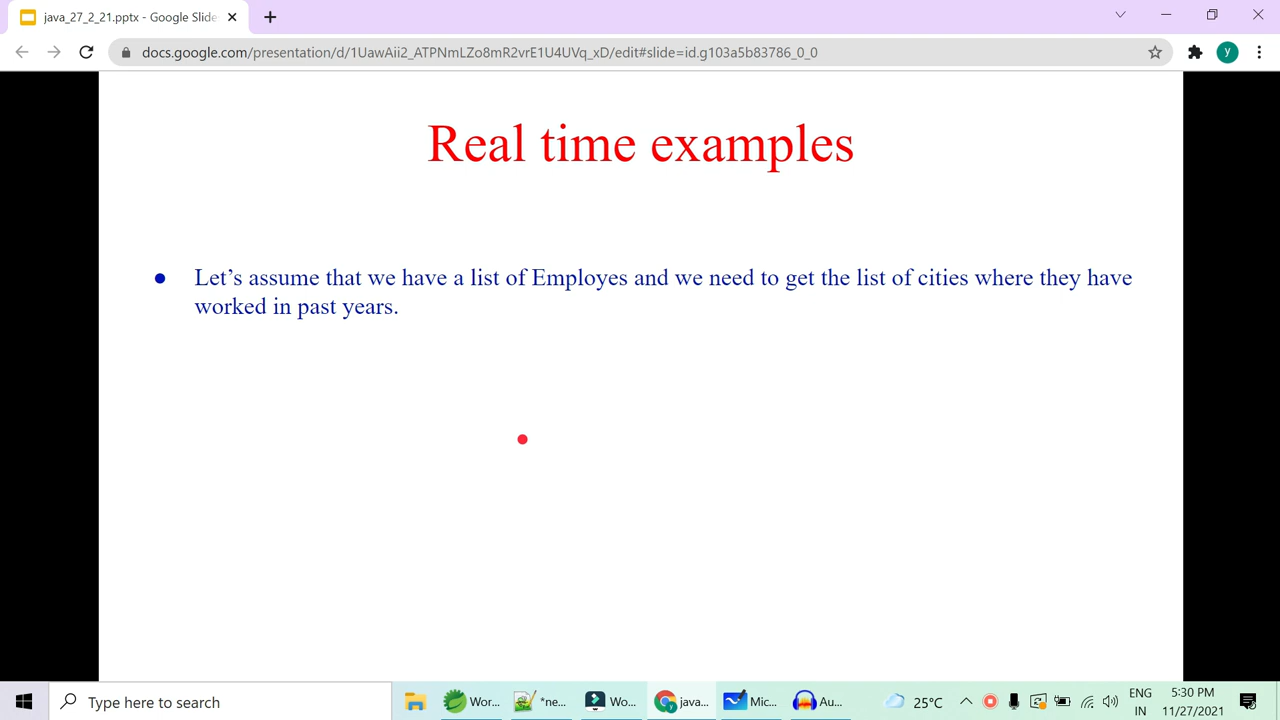 java_27_2_21.pptx - Google Slide
docs.google.com/presentation/d/1UawAii2_ATPNmLZo8mR2vrE1U4UVq_xD/edit#slide=id.g103a5b83786_0_0
y
Real time examples
● Let’s assume that we have a list of Employes and we need to get the list of cities where they have
worked in past years.
Type here to search
Wor...
*ne...
Wo...
java...
Mic...
Au...
25°C
ENG
IN
5:30 PM
11/27/2021